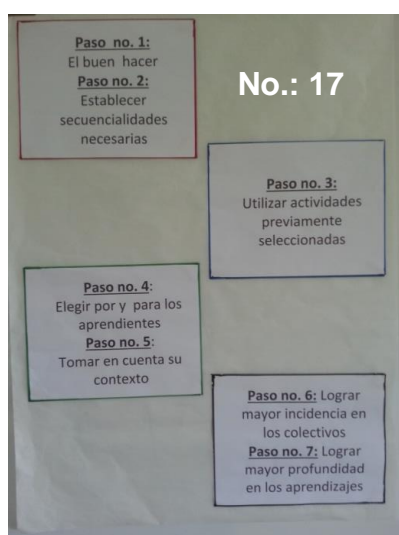 Paso no. 1:
El buen hacer
Paso no. 2:
Establecer
secuencialidades
necesarias
No.: 17
Paso no. 3:
Utilizar actividades
previamente
seleccionadas
Paso no. 4:
Elegir por y para los
aprendientes
Paso no. 5:
Tomar en cuenta su
contexto
Paso no. 6: Lograr
mayor incidencia en
los colectivos
Paso no. 7: Lograr
mayor profundidad
en los aprendizajes